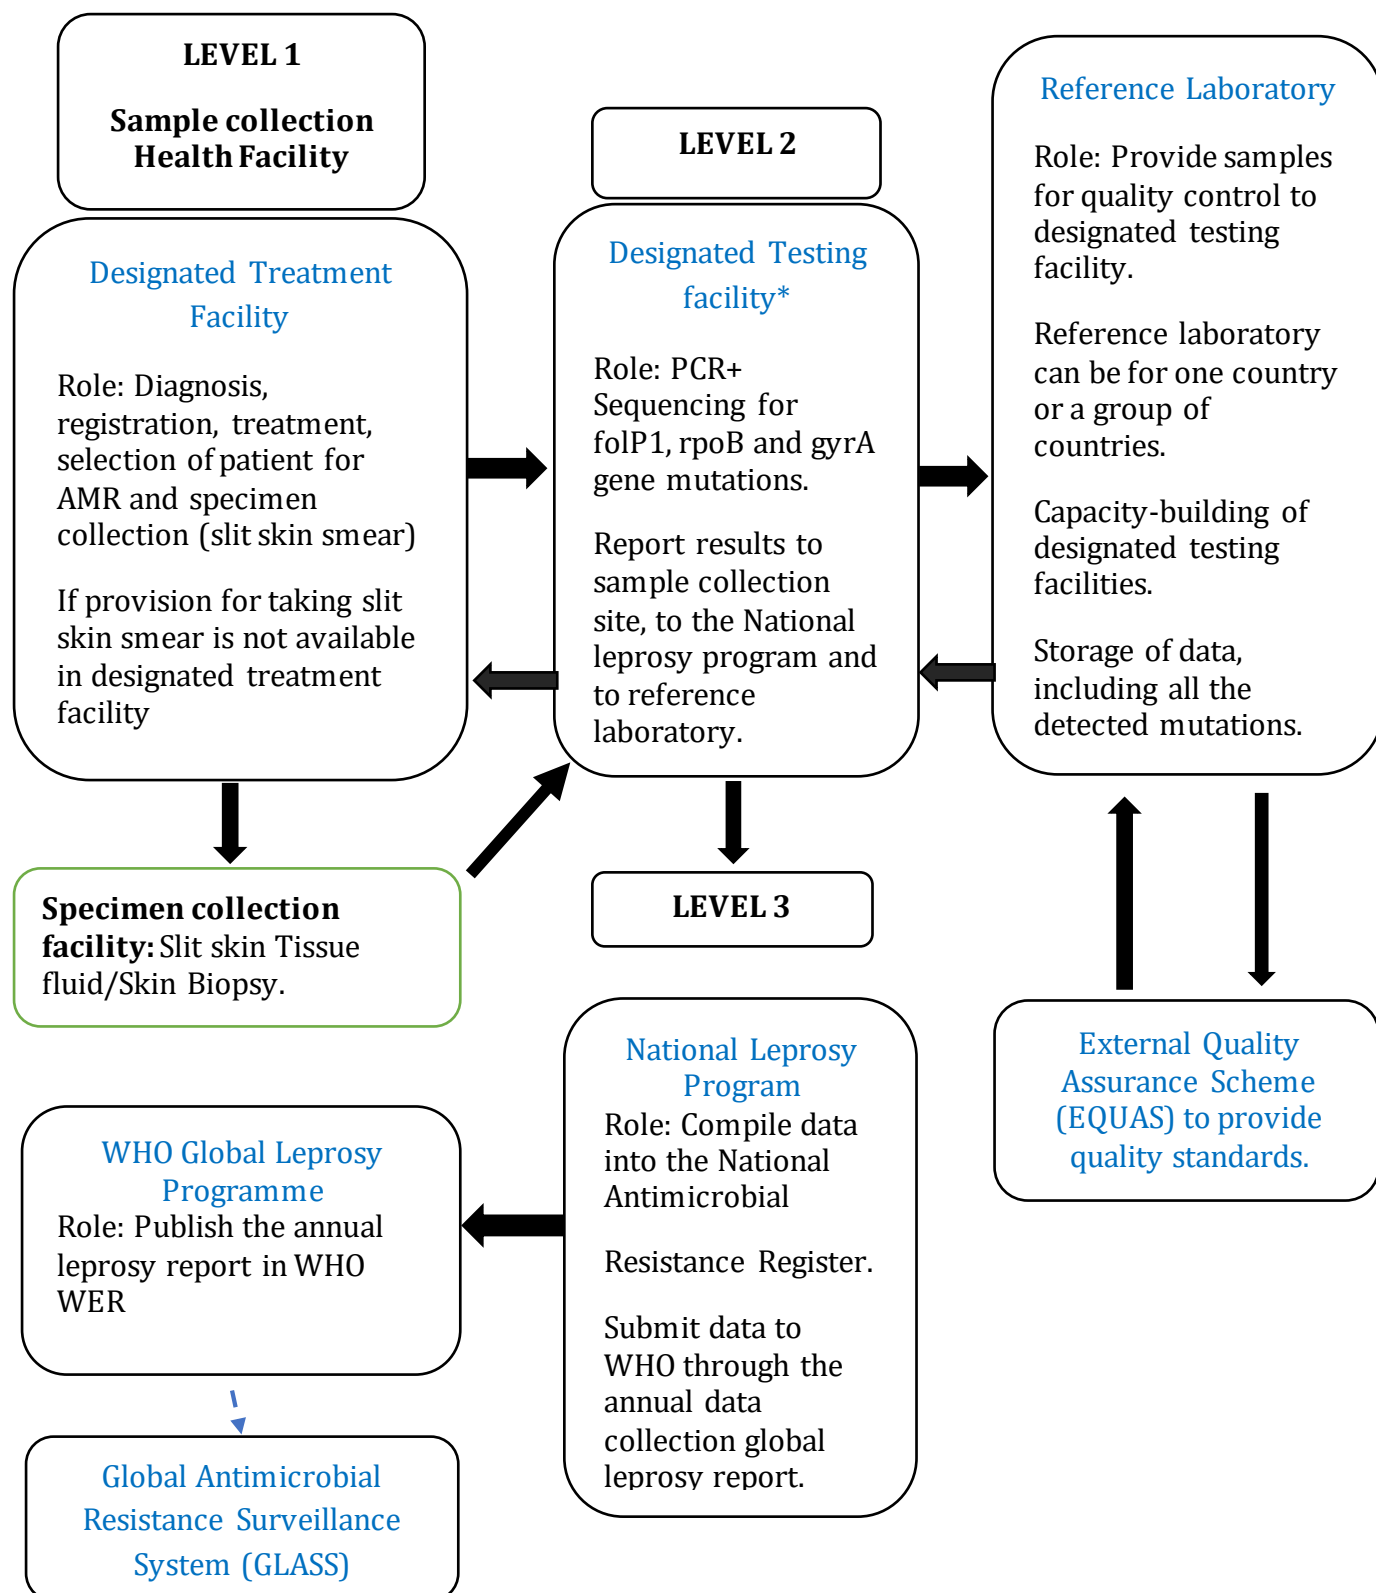 LEVEL 1
Sample collection
Health Facility
Designated Treatment
Facility
Role: Diagnosis,
registration, treatment,
selection of patient for
AMR and specimen
collection (slit skin smear)
If provision for taking slit
skin smear is not available
in designated treatment
facility
Specimen collection
facility: Slit skin Tissue
fluid/Skin Biopsy.
LEVEL 2
Designated Testing
facility*
Role: PCR+
Sequencing for
folP1, rpoB and gyrA
gene mutations.
Report results to
sample collection
site, to the National
leprosy program and
to reference
laboratory.
Reference Laboratory
Role: Provide samples
for quality control to
designated testing
facility.
Reference laboratory
can be for one country
or a group of
countries.
Capacity-building of
designated testing
facilities.
Storage of data,
including all the
detected mutations.
External Quality
Assurance Scheme
(EQUAS) to provide
quality standards.
LEVEL 3
National Leprosy
Program
Role: Compile data
into the National
Antimicrobial
Resistance Register.
Submit data to
WHO through the
annual data
collection global
leprosy report.
WHO Global Leprosy
Programme
Role: Publish the annual
leprosy report in WHO
WER
Global Antimicrobial
Resistance Surveillance
System (GLASS)